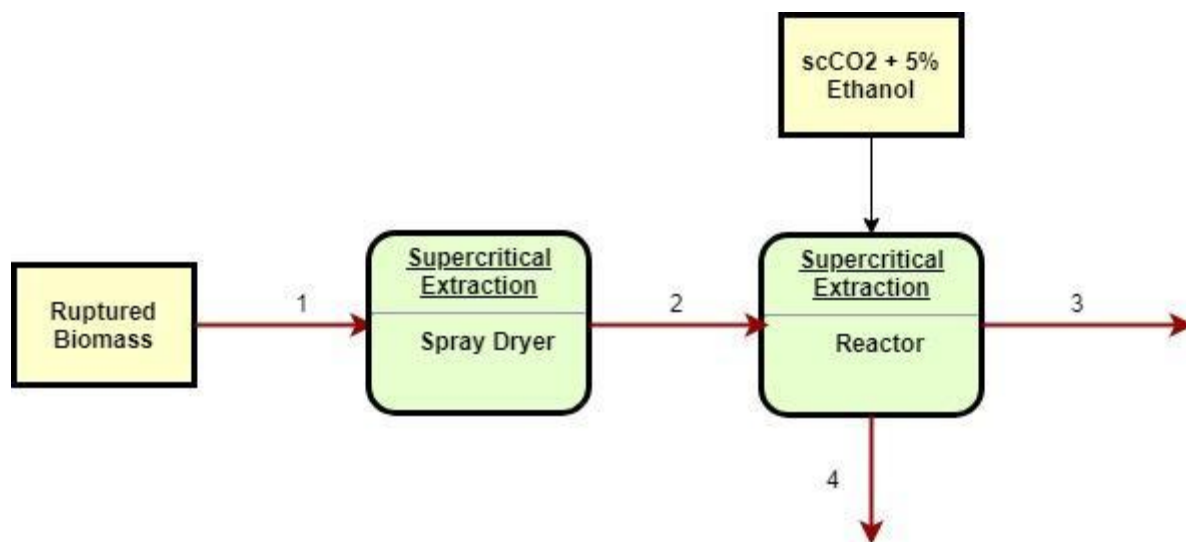 scCO2 + 5%
Ethanol
Ruptured
Biomass
1
Supercritical
Extraction
Spray Dryer
2
Supercritical
Extraction
Reactor
3
4